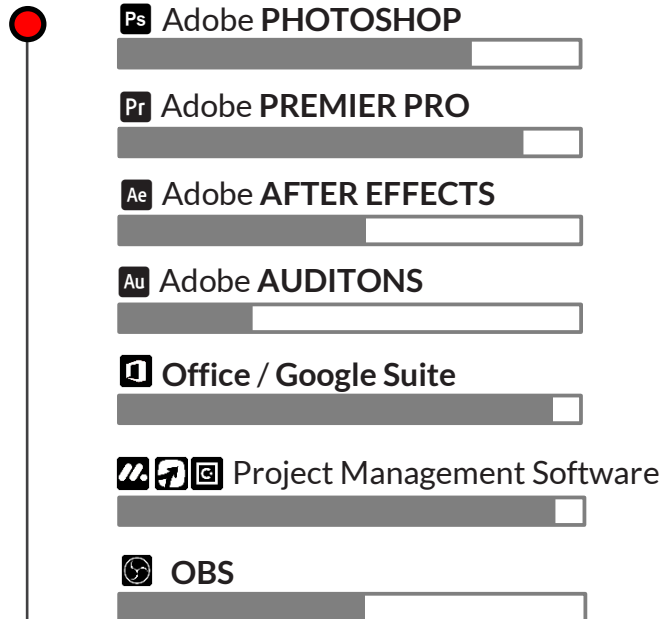 Ps Adobe PHOTOSHOP
Pr Adobe PREMIER PRO
Ae Adobe AFTER EFFECTS
Au Adobe AUDITONS
Office / Google Suite
Project Management Software
OBS